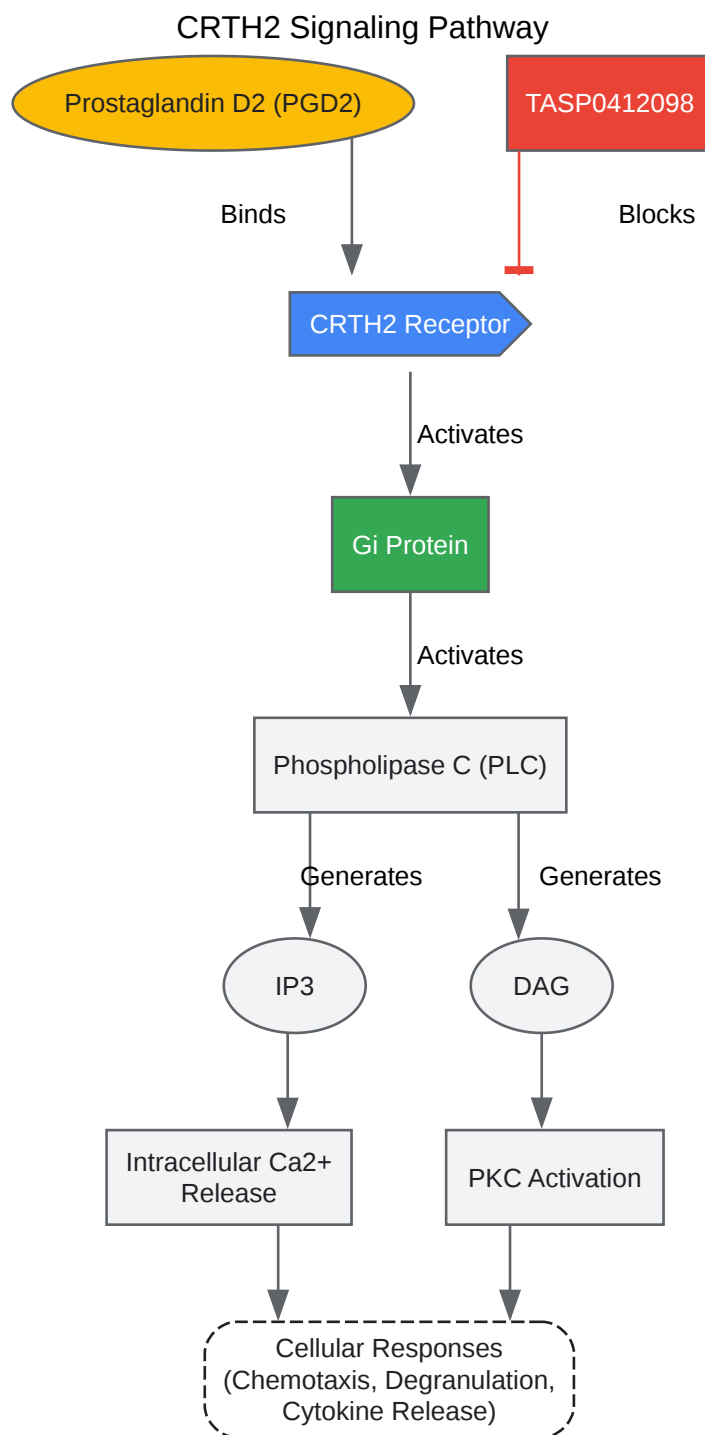 CRTH2 Signaling Pathway
Prostaglandin D2 (PGD2)
TASP0412098
Binds
Blocks
CRTH2 Receptor
Activates
Gi Protein
Activates
Phospholipase C (PLC)
Generates
Generates
IP3
DAG
Intracellular Ca2+
Release
PKC Activation
Cellular Responses
(Chemotaxis, Degranulation,
Cytokine Release)